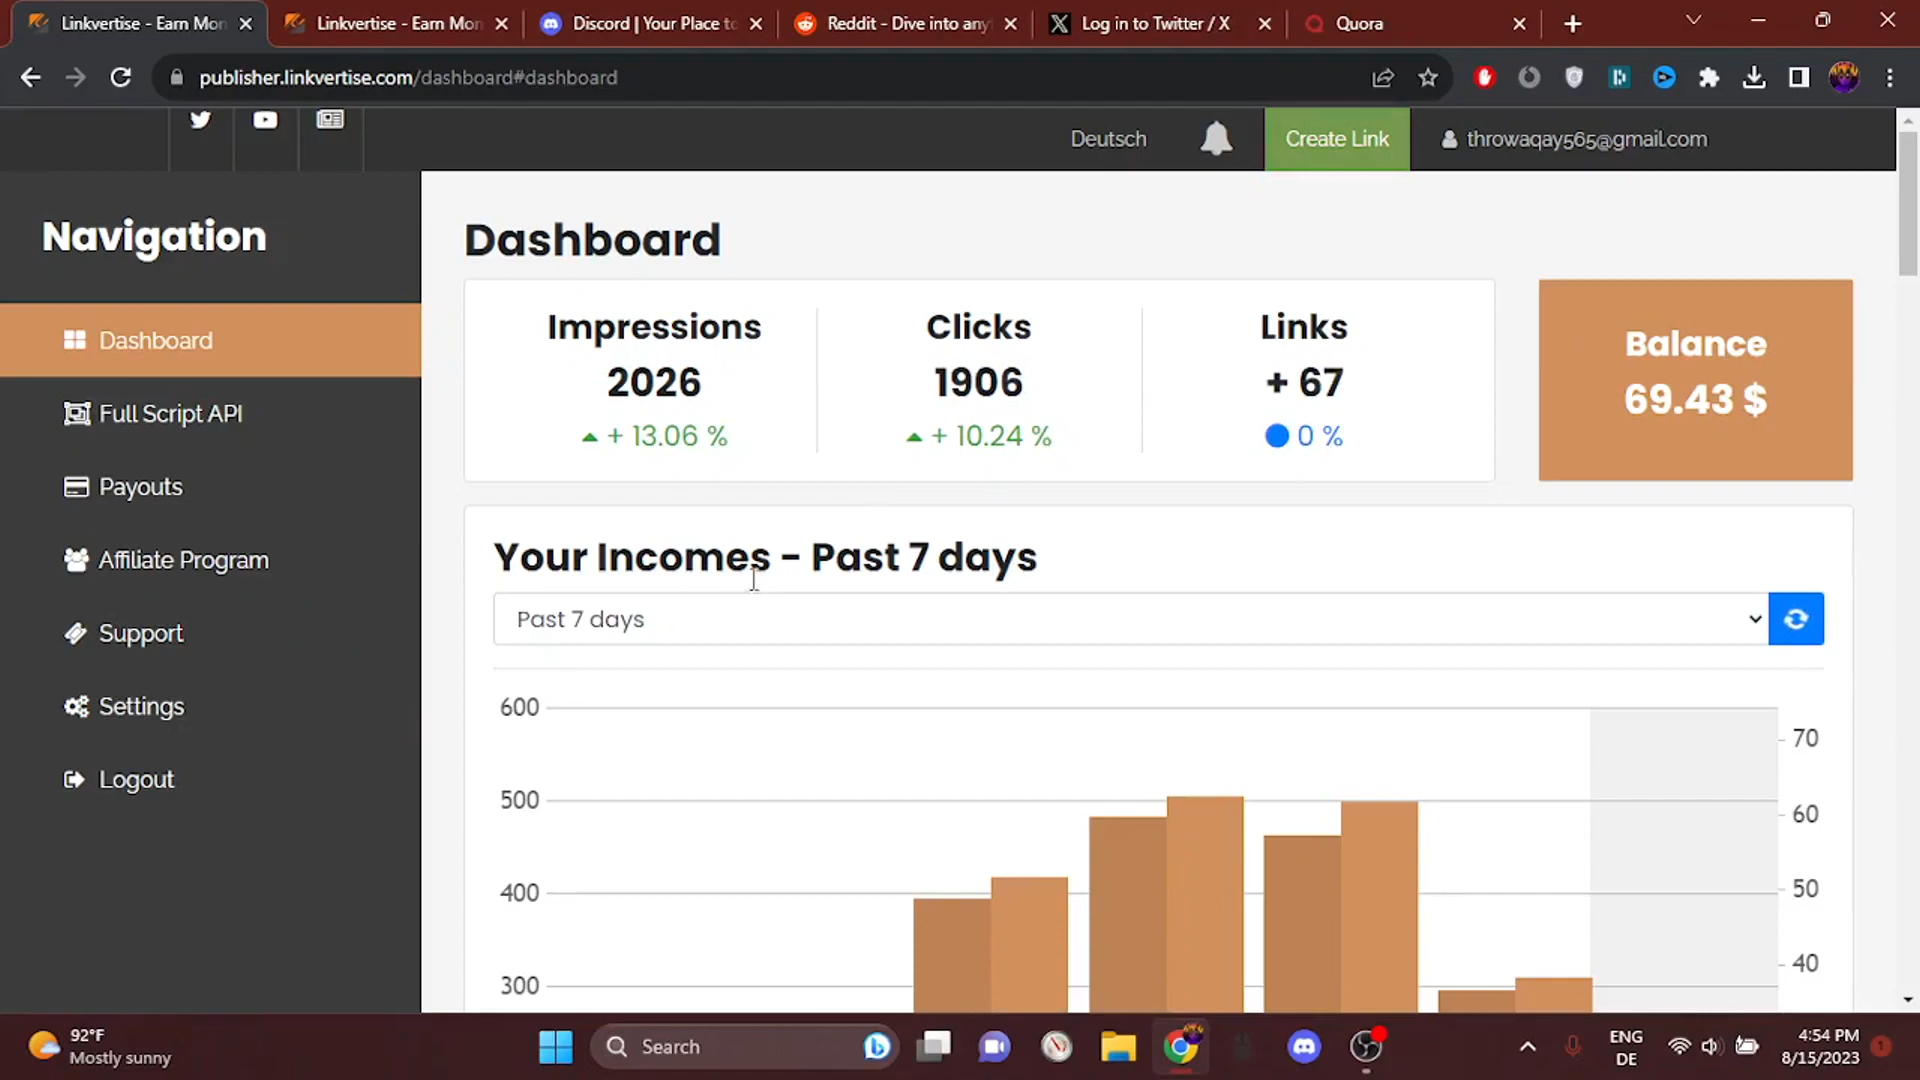 Linkvertise - Earn Mon
Linkvertise - Earn Mon
Discord | Your Place to
Reddit - Dive into any
Log in to Twitter / X
Quora
publisher.linkvertise.com/dashboard#dashboard
Deutsch
Create Link
throwaqay565@gmail.com
Navigation
Dashboard
Full Script API
Payouts
Affiliate Program
Support
Settings
Logout
Dashboard
Impressions
2026
+ 13.06 %
Clicks
1906
+ 10.24 %
Links
+ 67
0 %
Balance
69.43 $
Your Incomes - Past 7 days
Past 7 days
600
500
400
300
70
60
50
40
92°F
Mostly sunny
Search
ENG
DE
4:54 PM
8/15/2023
1